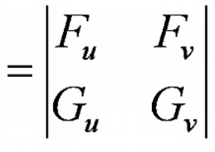 = | F_u F_v |
| G_u G_v |